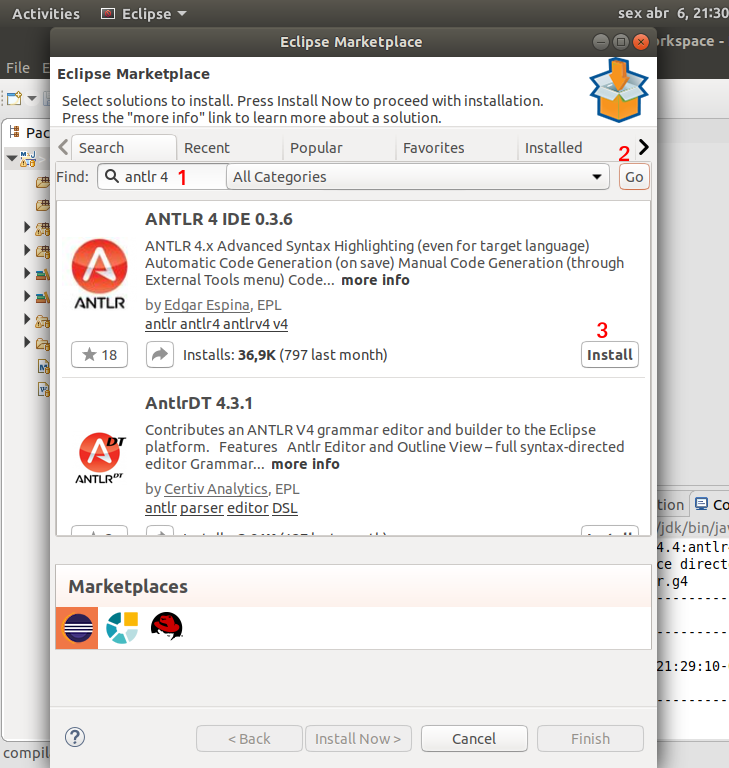 Activities
Eclipse
sex abr 6, 21:30
Eclipse Marketplace
rkspace -
File E
Eclipse Marketplace
Select solutions to install. Press Install Now to proceed with installation.
Press the "more info" link to learn more about a solution.
Pac
Search
Recent
Popular
Favorites
Installed
2
Find:
antlr 4
1
All Categories
Go
ANTLR 4 IDE 0.3.6
ANTLR 4.x Advanced Syntax Highlighting (even for target language)
Automatic Code Generation (on save) Manual Code Generation (through
External Tools menu) Code... more info
ANTLR
by Edgar Espina, EPL
antlr antlr4 antlrv4 v4
3
18
Installs: 36,9K (797 last month)
Install
AntlrDT 4.3.1
Contributes an ANTLR V4 grammar editor and builder to the Eclipse
platform. Features Antlr Editor and Outline View – full syntax-directed
editor Grammar... more info
DT
ANTLR DT
by Certiv Analytics, EPL
antlr parser editor DSL
tion
Co
/jdk/bin/jav
4.4:antlr
ce direct
r.g4
---------
---------
21:29:10-
---------
Marketplaces
< Back
Install Now >
Cancel
Finish
compil